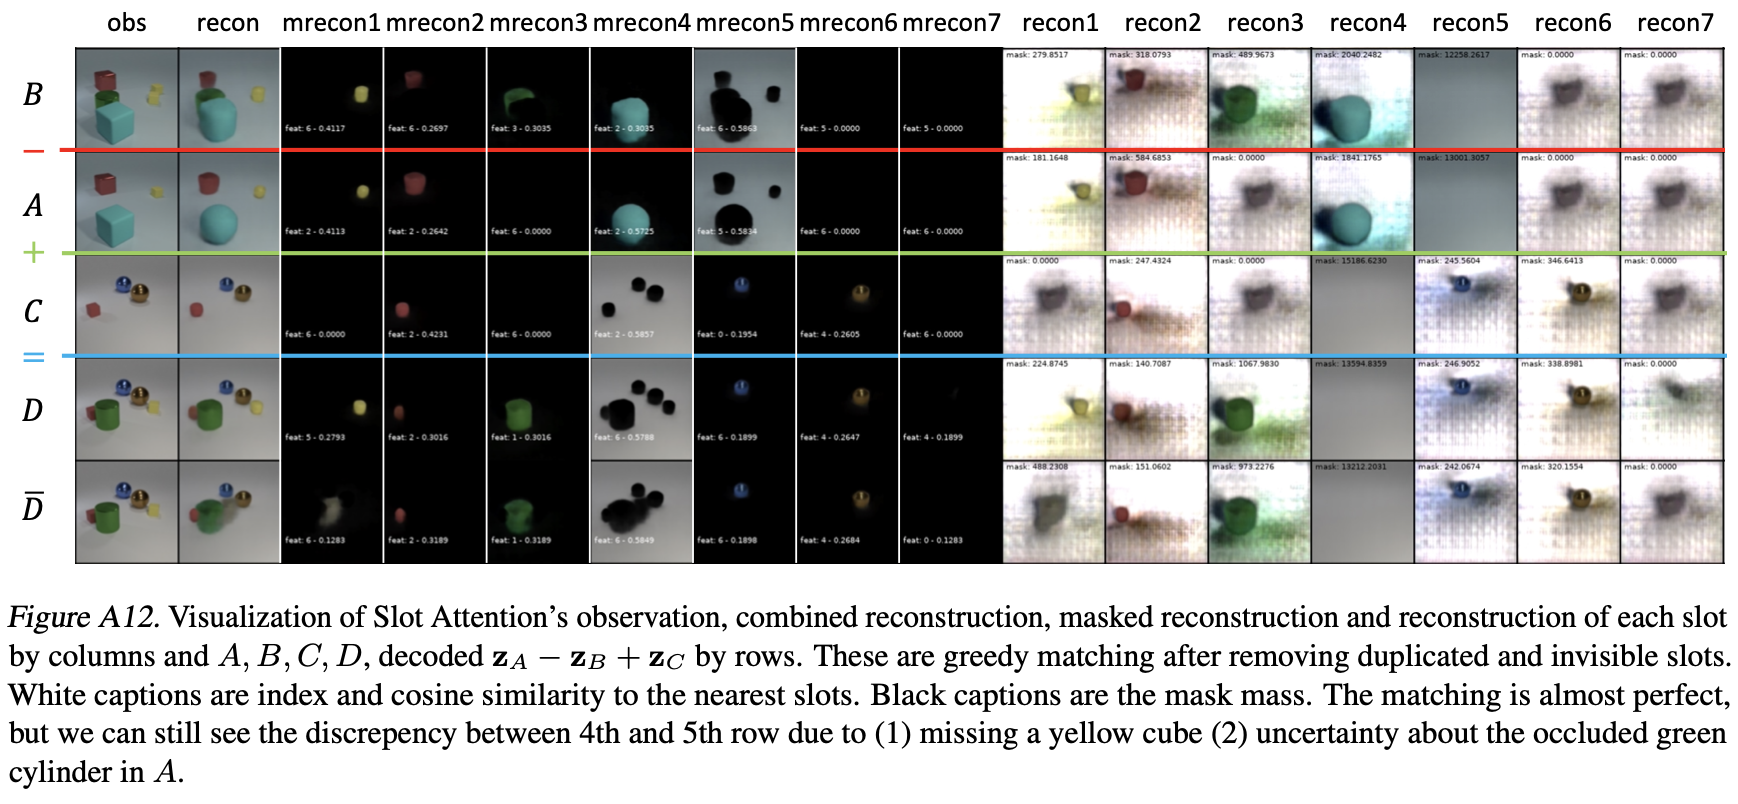 obs recon mrecon1 mrecon2 mrecon3 mrecon4 mrecon5 mrecon6 mrecon7 recon1 recon2 recon3 recon4 recon5 recon6 recon7
mask: 279.8517 mask: 318.0793 mask: 489.9673 mask: 2040.2482 mask: 12258.2617 mask: 0.0000 mask: 0.0000
B
feat: 6 - 0.4117 feat: 6 - 0.2697 feat: 3 - 0.3035 feat: 2 - 0.3035 feat: 6 - 0.5863 feat: 5 - 0.0000 feat: 5 - 0.0000
−
mask: 181.1648 mask: 584.6853 mask: 0.0000 mask: 1841.1765 mask: 13001.3057 mask: 0.0000 mask: 0.0000
A
feat: 2 - 0.4113 feat: 2 - 0.2642 feat: 6 - 0.0000 feat: 2 - 0.5725 feat: 5 - 0.5834 feat: 6 - 0.0000 feat: 6 - 0.0000
+
mask: 0.0000 mask: 247.4324 mask: 0.0000 mask: 15186.6230 mask: 245.5604 mask: 346.6413 mask: 0.0000
C
feat: 6 - 0.0000 feat: 2 - 0.4231 feat: 6 - 0.0000 feat: 2 - 0.5857 feat: 0 - 0.1954 feat: 4 - 0.2605 feat: 6 - 0.0000
=
mask: 224.8745 mask: 140.7087 mask: 1067.9830 mask: 13594.8359 mask: 246.9052 mask: 338.8981 mask: 0.0000
D
feat: 5 - 0.2793 feat: 2 - 0.3016 feat: 1 - 0.3016 feat: 6 - 0.5788 feat: 6 - 0.1899 feat: 4 - 0.2647 feat: 4 - 0.1899
mask: 488.2308 mask: 151.0602 mask: 973.2276 mask: 13212.2031 mask: 242.0674 mask: 320.1554 mask: 0.0000
D̅
feat: 6 - 0.1283 feat: 2 - 0.3189 feat: 1 - 0.3189 feat: 6 - 0.5849 feat: 6 - 0.1898 feat: 4 - 0.2684 feat: 0 - 0.1283
Figure A12. Visualization of Slot Attention's observation, combined reconstruction, masked reconstruction and reconstruction of each slot
by columns and A, B, C, D, decoded z_A − z_B + z_C by rows. These are greedy matching after removing duplicated and invisible slots.
White captions are index and cosine similarity to the nearest slots. Black captions are the mask mass. The matching is almost perfect,
but we can still see the discrepency between 4th and 5th row due to (1) missing a yellow cube (2) uncertainty about the occluded green
cylinder in A.